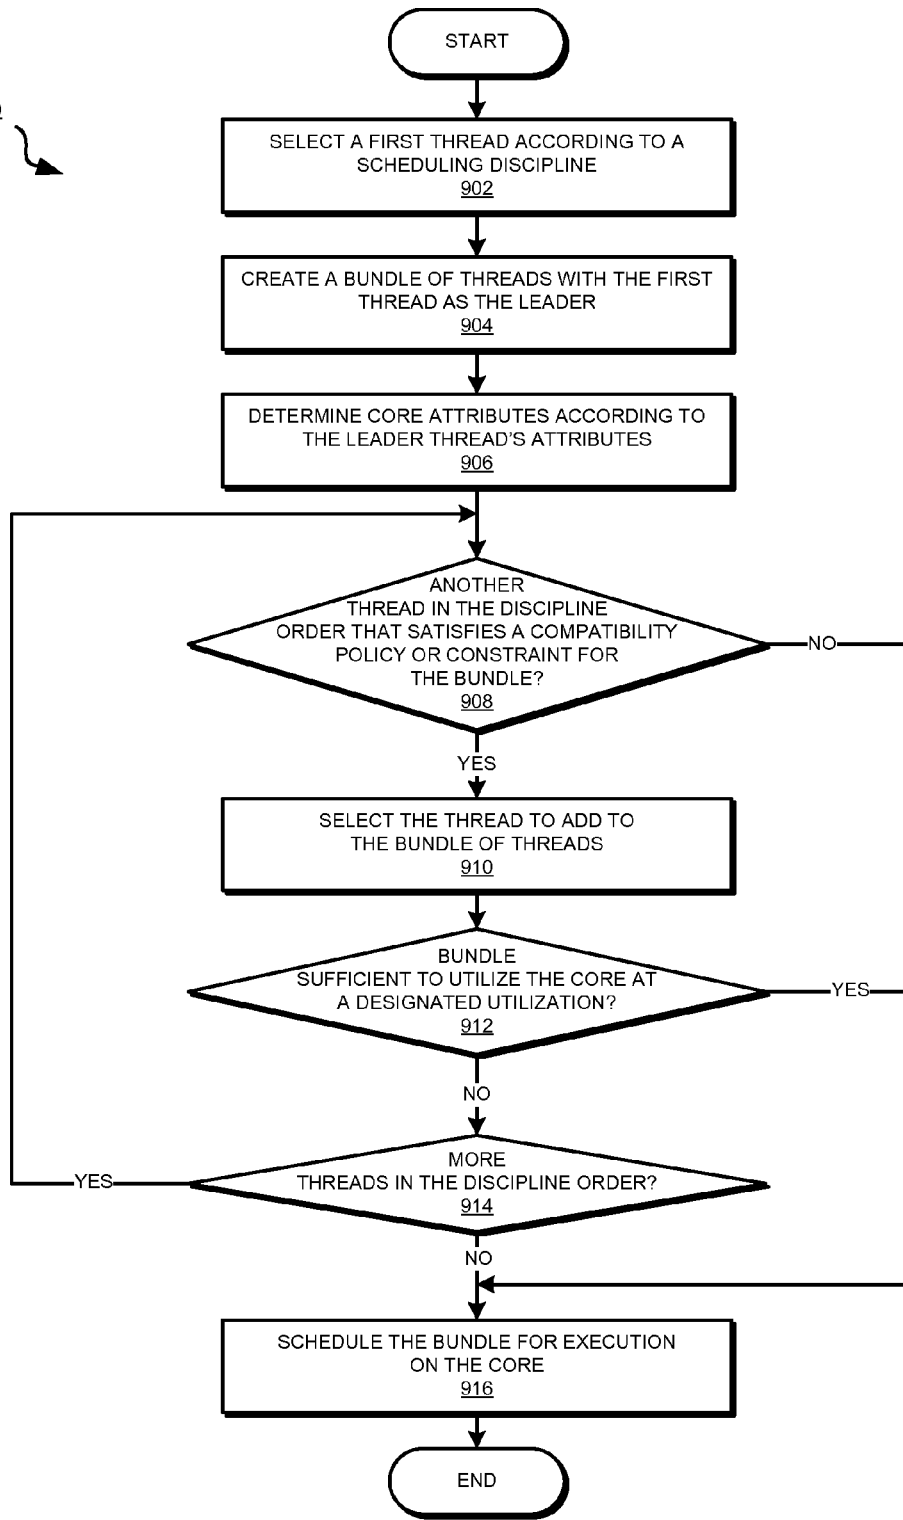 START
SELECT A FIRST THREAD ACCORDING TO A
SCHEDULING DISCIPLINE
902
CREATE A BUNDLE OF THREADS WITH THE FIRST
THREAD AS THE LEADER
904
DETERMINE CORE ATTRIBUTES ACCORDING TO
THE LEADER THREAD'S ATTRIBUTES
906
ANOTHER
THREAD IN THE DISCIPLINE
ORDER THAT SATISFIES A COMPATIBILITY
POLICY OR CONSTRAINT FOR
THE BUNDLE?
908
NO
YES
SELECT THE THREAD TO ADD TO
THE BUNDLE OF THREADS
910
BUNDLE
SUFFICIENT TO UTILIZE THE CORE AT
A DESIGNATED UTILIZATION?
912
YES
NO
MORE
THREADS IN THE DISCIPLINE ORDER?
914
YES
NO
SCHEDULE THE BUNDLE FOR EXECUTION
ON THE CORE
916
END